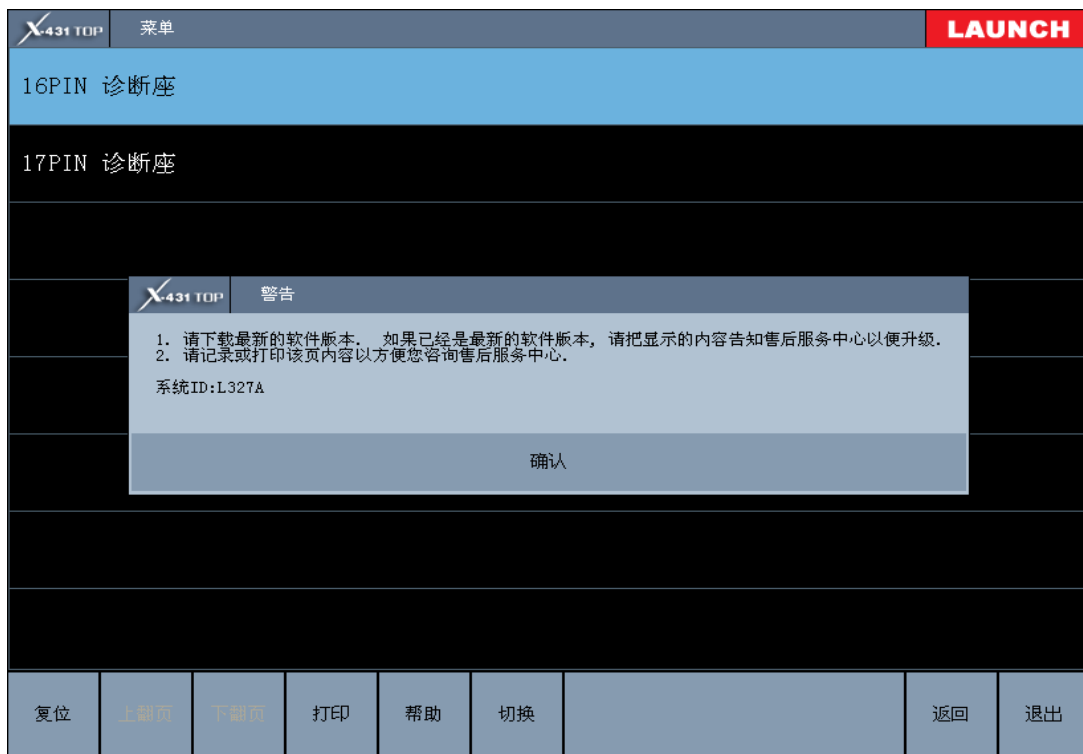 X-431 TOP 菜单 LAUNCH
16PIN 诊断座
17PIN 诊断座
X-431 TOP 警告
1. 请下载最新的软件版本. 如果已经是最新的软件版本, 请把显示的内容告知售后服务中心以便升级.
2. 请记录或打印该页内容以方便您咨询售后服务中心.
系统ID:L327A
确认
复位 上翻页 下翻页 打印 帮助 切换 返回 退出